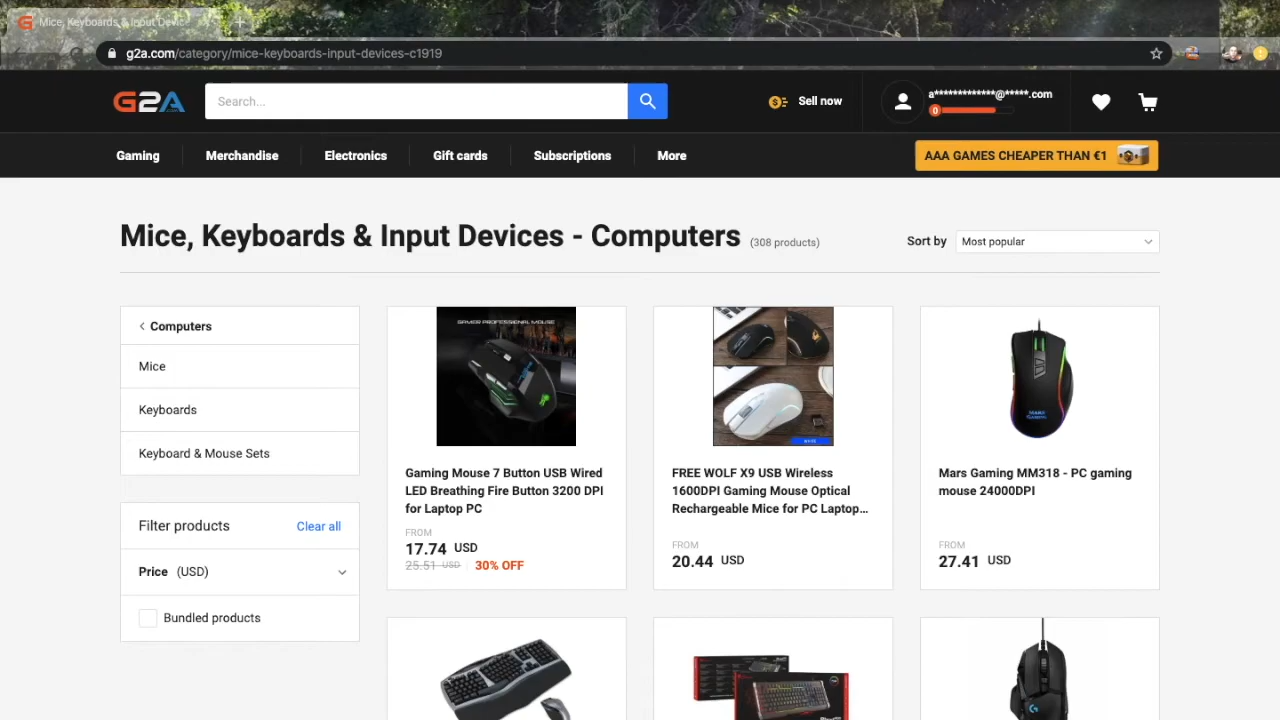 Mice, Keyboards & Input Devic
g2a.com/category/mice-keyboards-input-devices-c1919
G2A
Search...
Sell now
a*************@*****.com
0
Gaming
Merchandise
Electronics
Gift cards
Subscriptions
More
AAA GAMES CHEAPER THAN €1
Mice, Keyboards & Input Devices - Computers (308 products)
Sort by
Most popular
Computers
Mice
Keyboards
Keyboard & Mouse Sets
Filter products
Clear all
Price (USD)
Bundled products
GAMER PROFESSIONAL MOUSE
Gaming Mouse 7 Button USB Wired
LED Breathing Fire Button 3200 DPI
for Laptop PC
FROM
17.74 USD
25.51 USD
30% OFF
FREE WOLF X9 USB Wireless
1600DPI Gaming Mouse Optical
Rechargeable Mice for PC Laptop...
FROM
20.44 USD
MARS
GAMING
Mars Gaming MM318 - PC gaming
mouse 24000DPI
FROM
27.41 USD